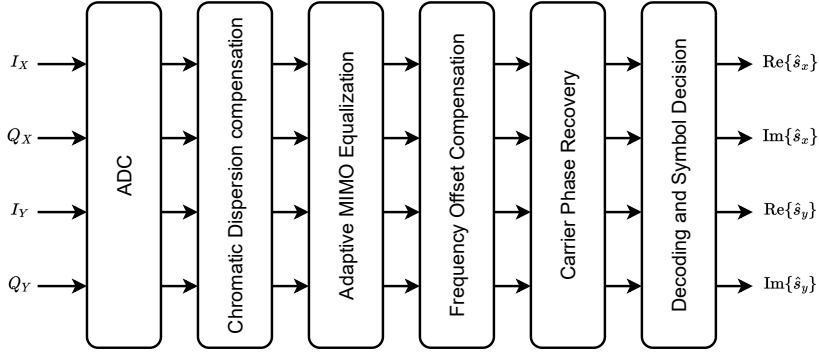 I_X
Q_X
I_Y
Q_Y
ADC
Chromatic Dispersion compensation
Adaptive MIMO Equalization
Frequency Offset Compensation
Carrier Phase Recovery
Decoding and Symbol Decision
Re{ŝ_x}
Im{ŝ_x}
Re{ŝ_y}
Im{ŝ_y}